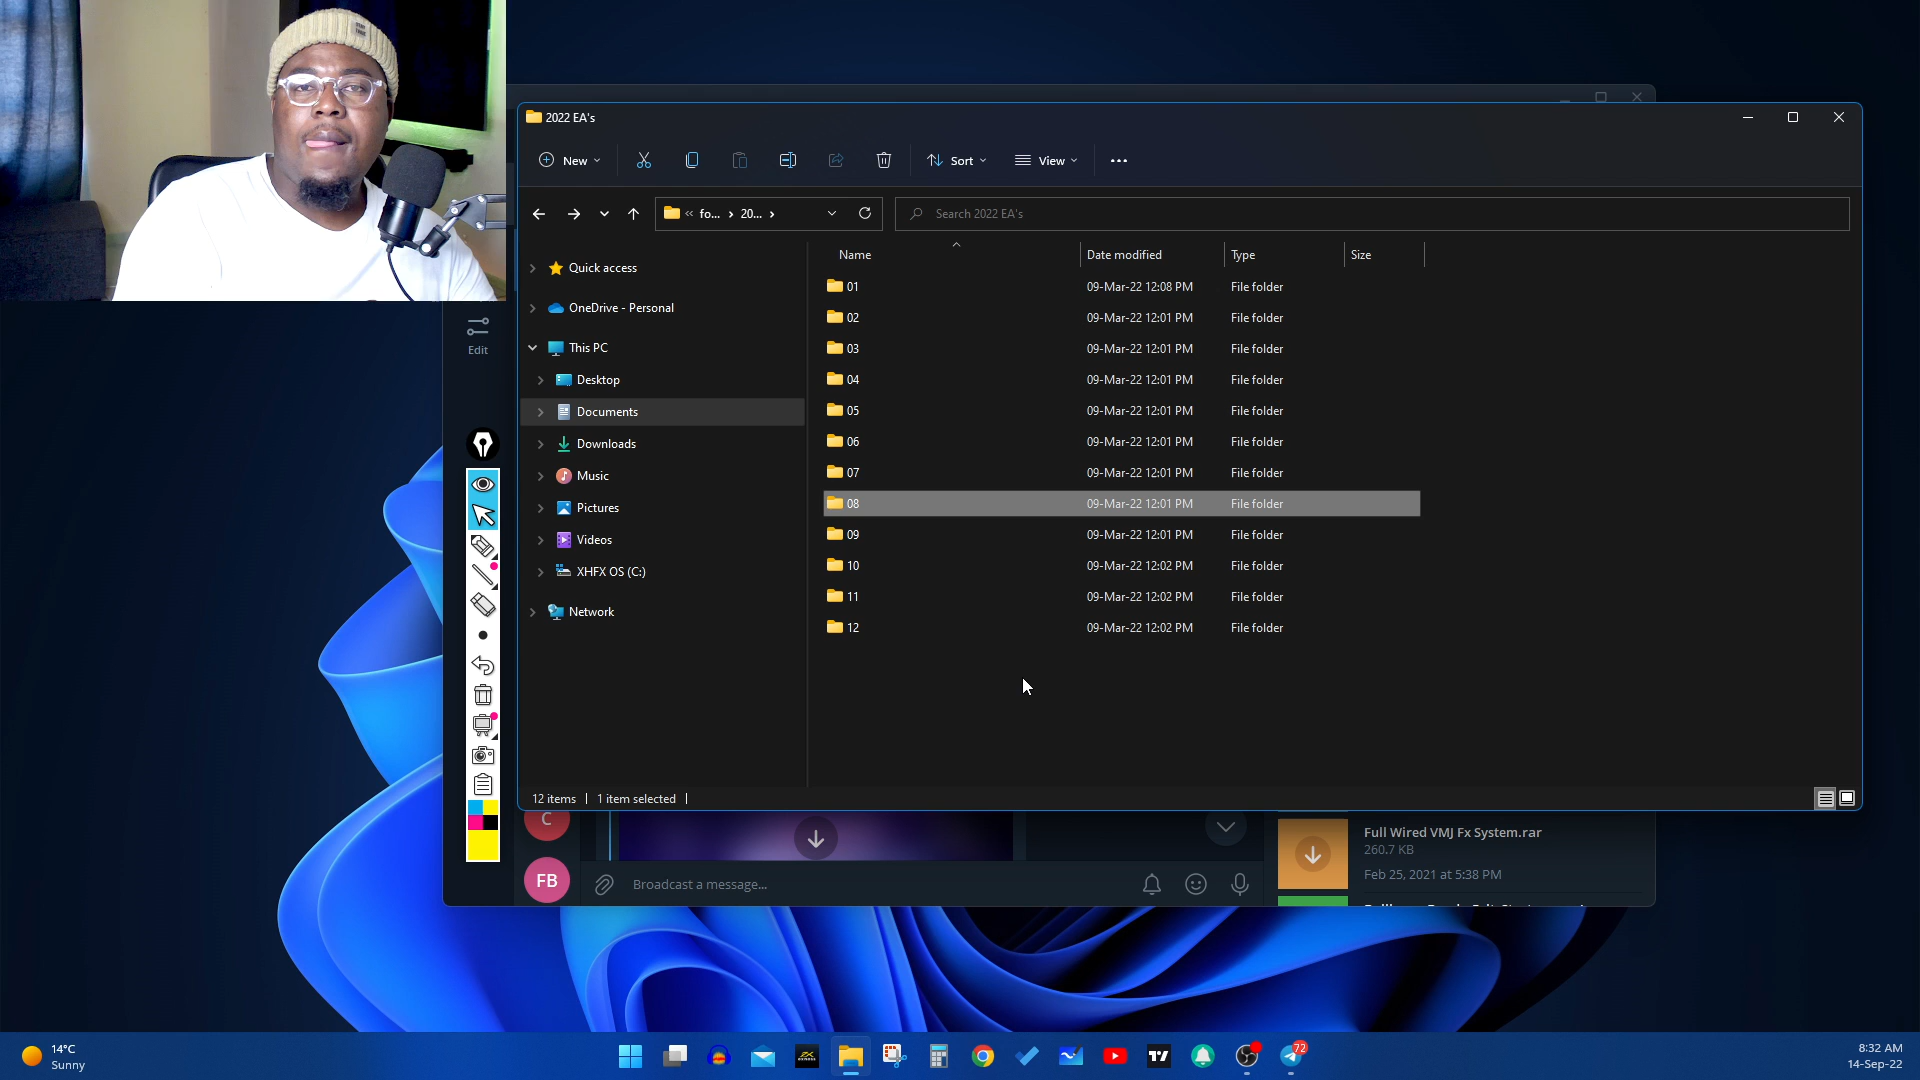 2022 EA's
New
Sort
View
fo... 20...
Search 2022 EA's
Name Date modified Type Size
Quick access
OneDrive - Personal
This PC
Desktop
Documents
Downloads
Music
Pictures
Videos
XHFX OS (C:)
Network
01 09-Mar-22 12:08 PM File folder
02 09-Mar-22 12:01 PM File folder
03 09-Mar-22 12:01 PM File folder
04 09-Mar-22 12:01 PM File folder
05 09-Mar-22 12:01 PM File folder
06 09-Mar-22 12:01 PM File folder
07 09-Mar-22 12:01 PM File folder
08 09-Mar-22 12:01 PM File folder
09 09-Mar-22 12:01 PM File folder
10 09-Mar-22 12:02 PM File folder
11 09-Mar-22 12:02 PM File folder
12 09-Mar-22 12:02 PM File folder
12 items 1 item selected
Edit
C
FB
Broadcast a message...
Full Wired VMJ Fx System.rar
260.7 KB
Feb 25, 2021 at 5:38 PM
14°C
Sunny
72
8:32 AM
14-Sep-22